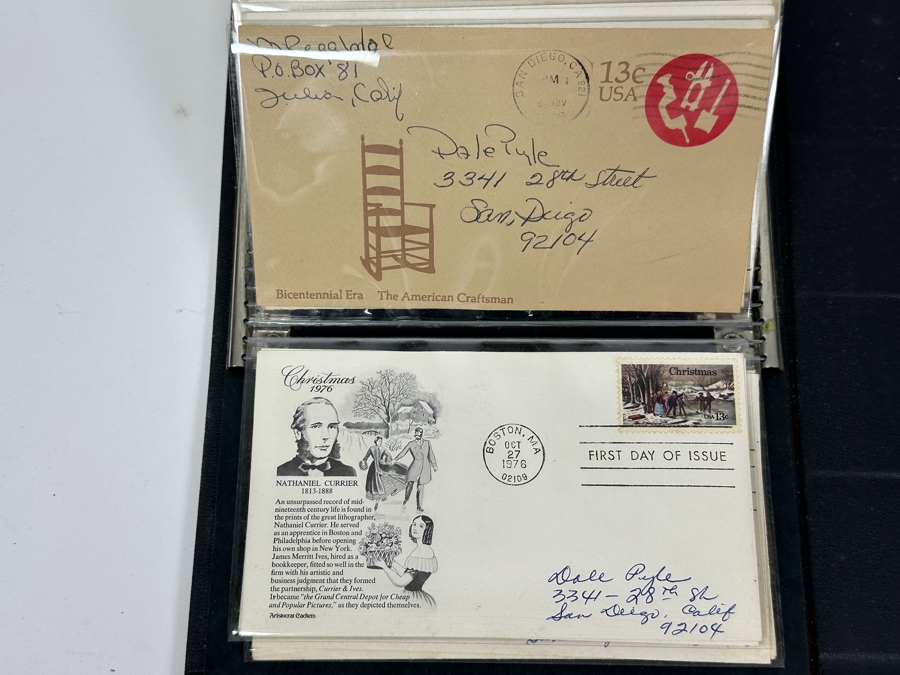 P.O. Box 81
Julian, Calif
SAN DIEGO, CA 921
PM
NOV
13c
USA
Dale Pyle
3341 28th Street
San, Diego
92104
Bicentennial Era The American Craftsman
Christmas
1976
NATHANIEL CURRIER
1813-1888
An unsurpassed record of mid-
nineteenth century life is found in
the prints of the great lithographer,
Nathaniel Currier. He served
as an apprentice in Boston and
Philadelphia before opening
his own shop in New York.
James Merritt Ives, hired as a
bookkeeper, fitted so well in the
firm with his artistic and
business judgment that they formed
the partnership, Currier & Ives.
It became "the Grand Central Depot for Cheap
and Popular Pictures," as they depicted themselves.
Aristocrat Cachets
BOSTON, MA
OCT
27
1976
02109
Christmas
USA 13c
FIRST DAY OF ISSUE
Dale Pyle
3341 - 28th St
San Diego, Calif
92104